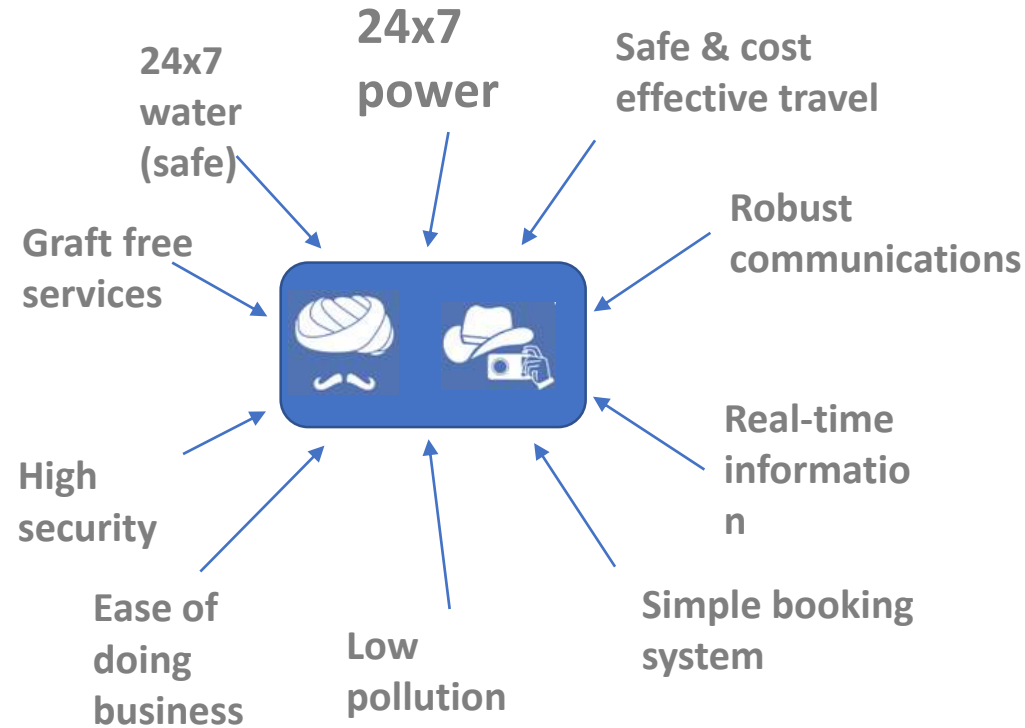 24x7
power
24x7
water
(safe)
Safe & cost
effective travel
Robust
communications
Graft free
services
Real-time
informatio
n
High
security
Simple booking
system
Ease of
doing
business
Low
pollution